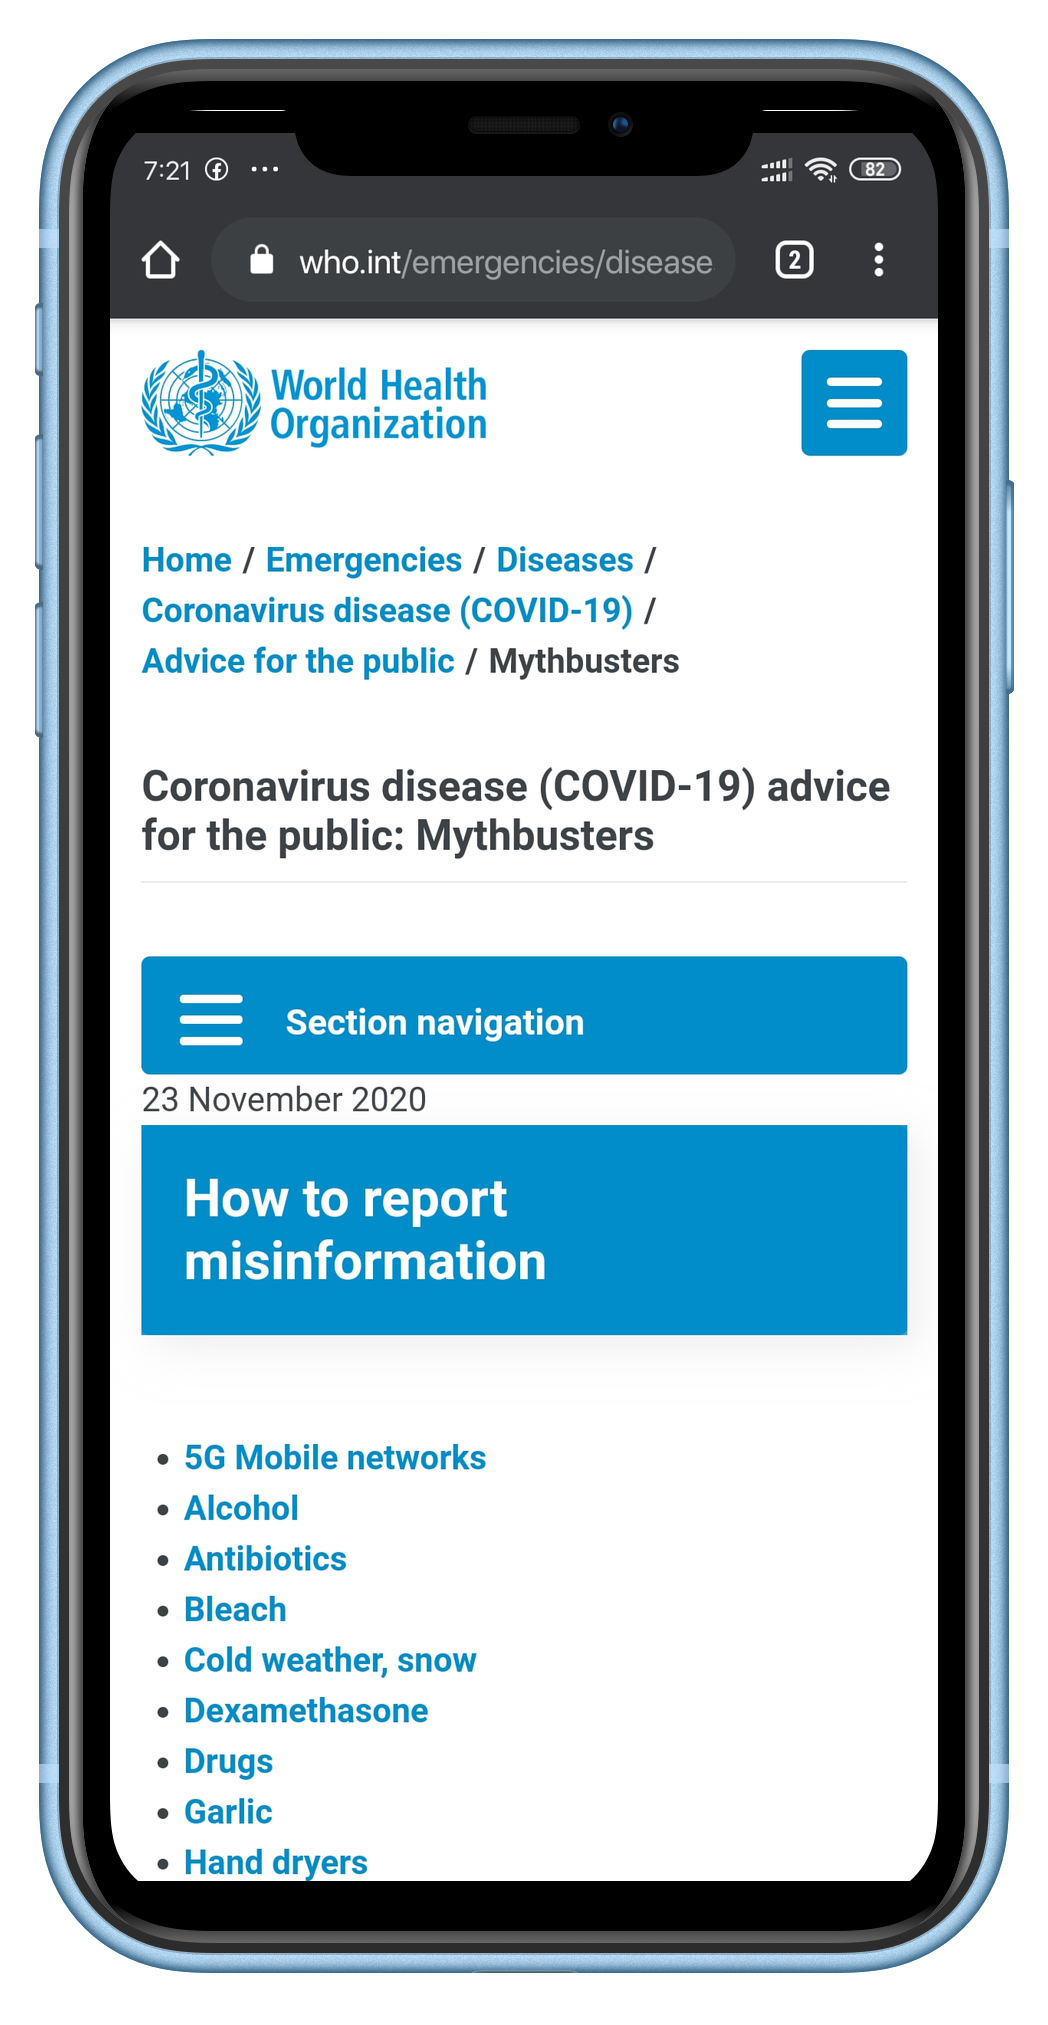 7:21
82
who.int/emergencies/disease
2
World Health
Organization
Home / Emergencies / Diseases /
Coronavirus disease (COVID-19) /
Advice for the public / Mythbusters
Coronavirus disease (COVID-19) advice
for the public: Mythbusters
Section navigation
23 November 2020
How to report
misinformation
• 5G Mobile networks
• Alcohol
• Antibiotics
• Bleach
• Cold weather, snow
• Dexamethasone
• Drugs
• Garlic
• Hand dryers